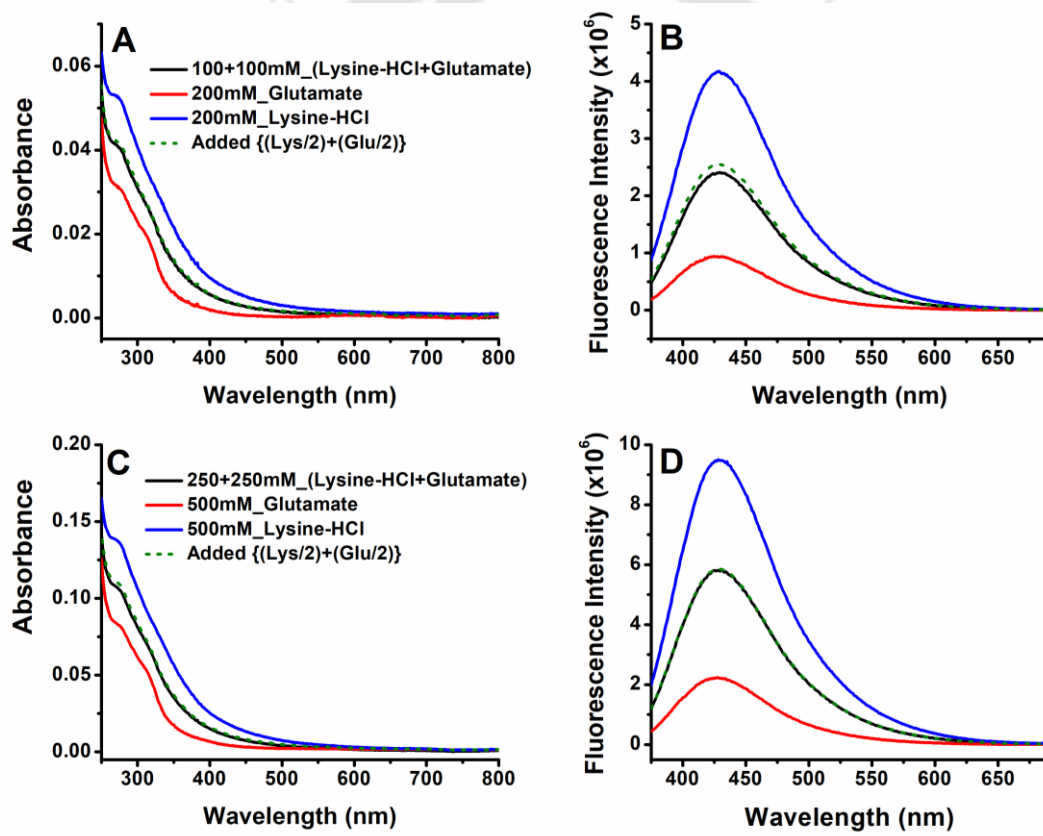 A
100+100mM_(Lysine-HCl+Glutamate)
200mM_Glutamate
200mM_Lysine-HCl
Added {(Lys/2)+(Glu/2)}
Absorbance
0.06
0.04
0.02
0.00
300 400 500 600 700 800
Wavelength (nm)
B
Fluorescence Intensity (x10⁶)
5
4
3
2
1
0
400 450 500 550 600 650
Wavelength (nm)
C
250+250mM_(Lysine-HCl+Glutamate)
500mM_Glutamate
500mM_Lysine-HCl
Added {(Lys/2)+(Glu/2)}
Absorbance
0.20
0.15
0.10
0.05
0.00
300 400 500 600 700 800
Wavelength (nm)
D
Fluorescence Intensity (x10⁶)
10
8
6
4
2
0
400 450 500 550 600 650
Wavelength (nm)